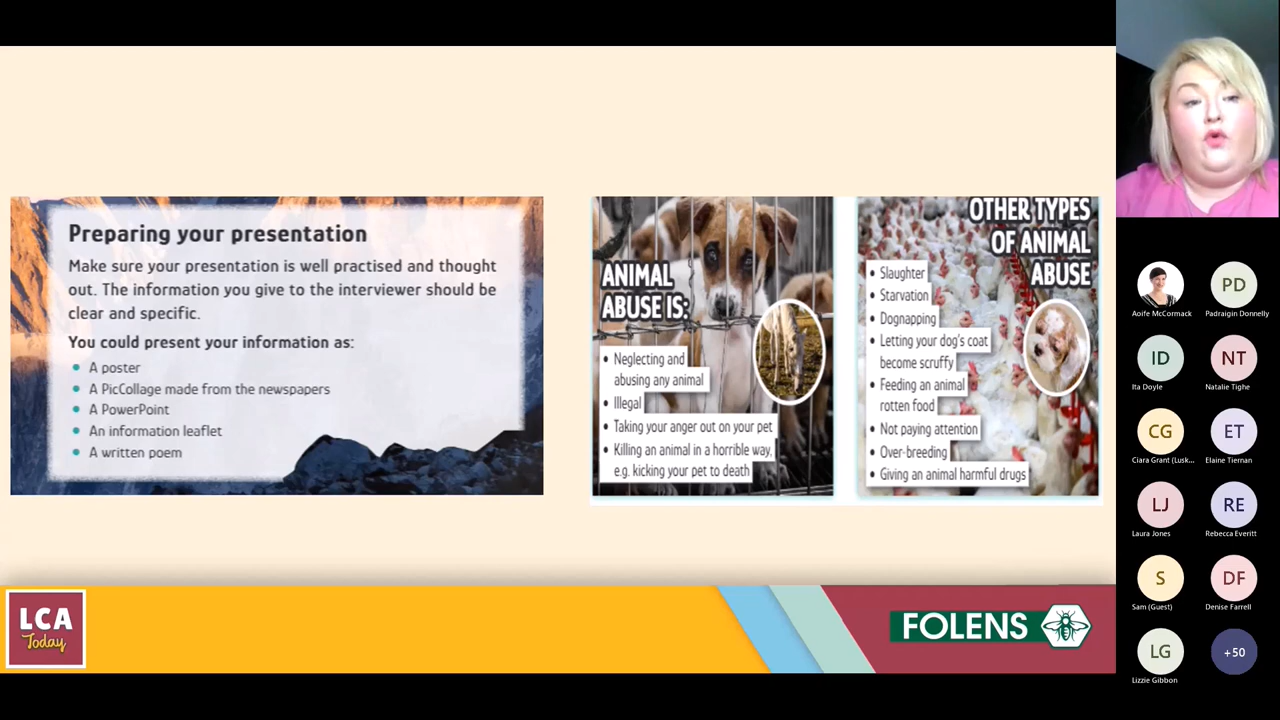 Preparing your presentation
Make sure your presentation is well practised and thought
out. The information you give to the interviewer should be
clear and specific.
You could present your information as:
• A poster
• A PicCollage made from the newspapers
• A PowerPoint
• An information leaflet
• A written poem
ANIMAL
ABUSE IS:
• Neglecting and
abusing any animal
• Illegal
• Taking your anger out on your pet
• Killing an animal in a horrible way,
e.g. kicking your pet to death
OTHER TYPES
OF ANIMAL
ABUSE
• Slaughter
• Starvation
• Dognapping
• Letting your dog's coat
become scruffy
• Feeding an animal
rotten food
• Not paying attention
• Over-breeding
• Giving an animal harmful drugs
LCA
Today
FOLENS
Aoife McCormack
PD
Padraigin Donnelly
ID
Ita Doyle
NT
Natalie Tighe
CG
Ciara Grant (Lusk...
ET
Elaine Tiernan
LJ
Laura Jones
RE
Rebecca Everitt
S
Sam (Guest)
DF
Denise Farrell
LG
Lizzie Gibbon
+50